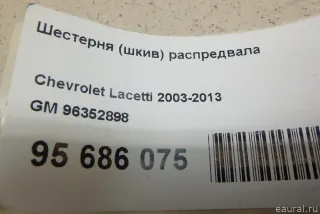 Шестерня (шкив) распредвала
Chevrolet Lacetti 2003-2013
GM 96352898
95 686 075
eaural.ru